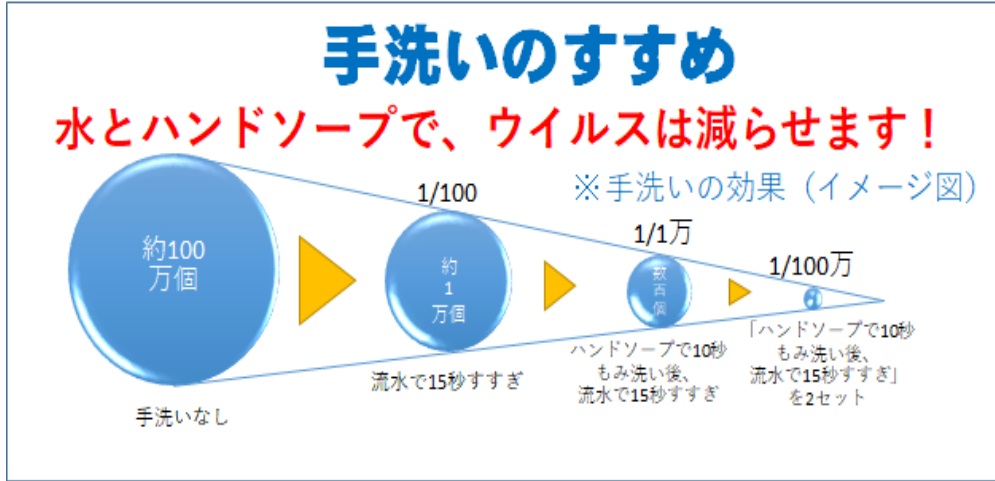 手洗いのすすめ
水とハンドソープで、ウイルスは減らせます！
※手洗いの効果（イメージ図）
約100
万個
手洗いなし
1/100
約
1
万個
流水で15秒すすぎ
1/1万
数
百
個
ハンドソープで10秒
もみ洗い後、
流水で15秒すすぎ
1/100万
「ハンドソープで10秒
もみ洗い後、
流水で15秒すすぎ」
を2セット